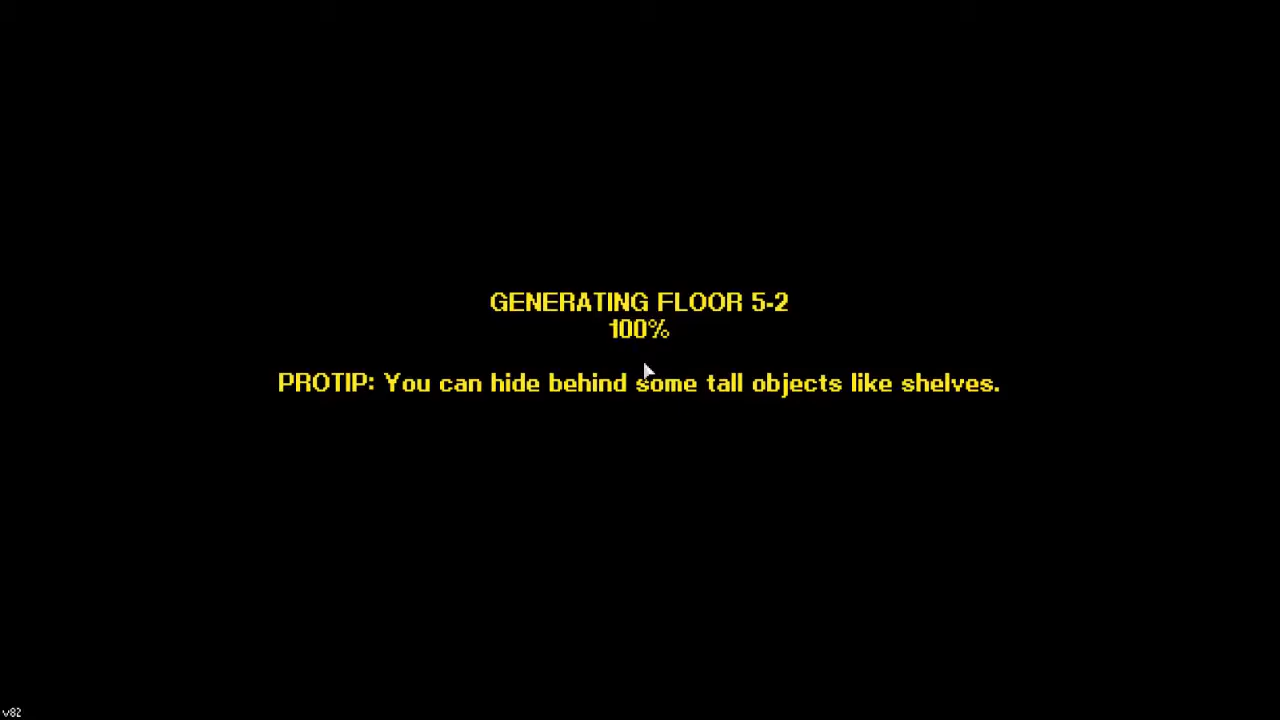 GENERATING FLOOR 5-2
100%
PROTIP: You can hide behind some tall objects like shelves.
v82